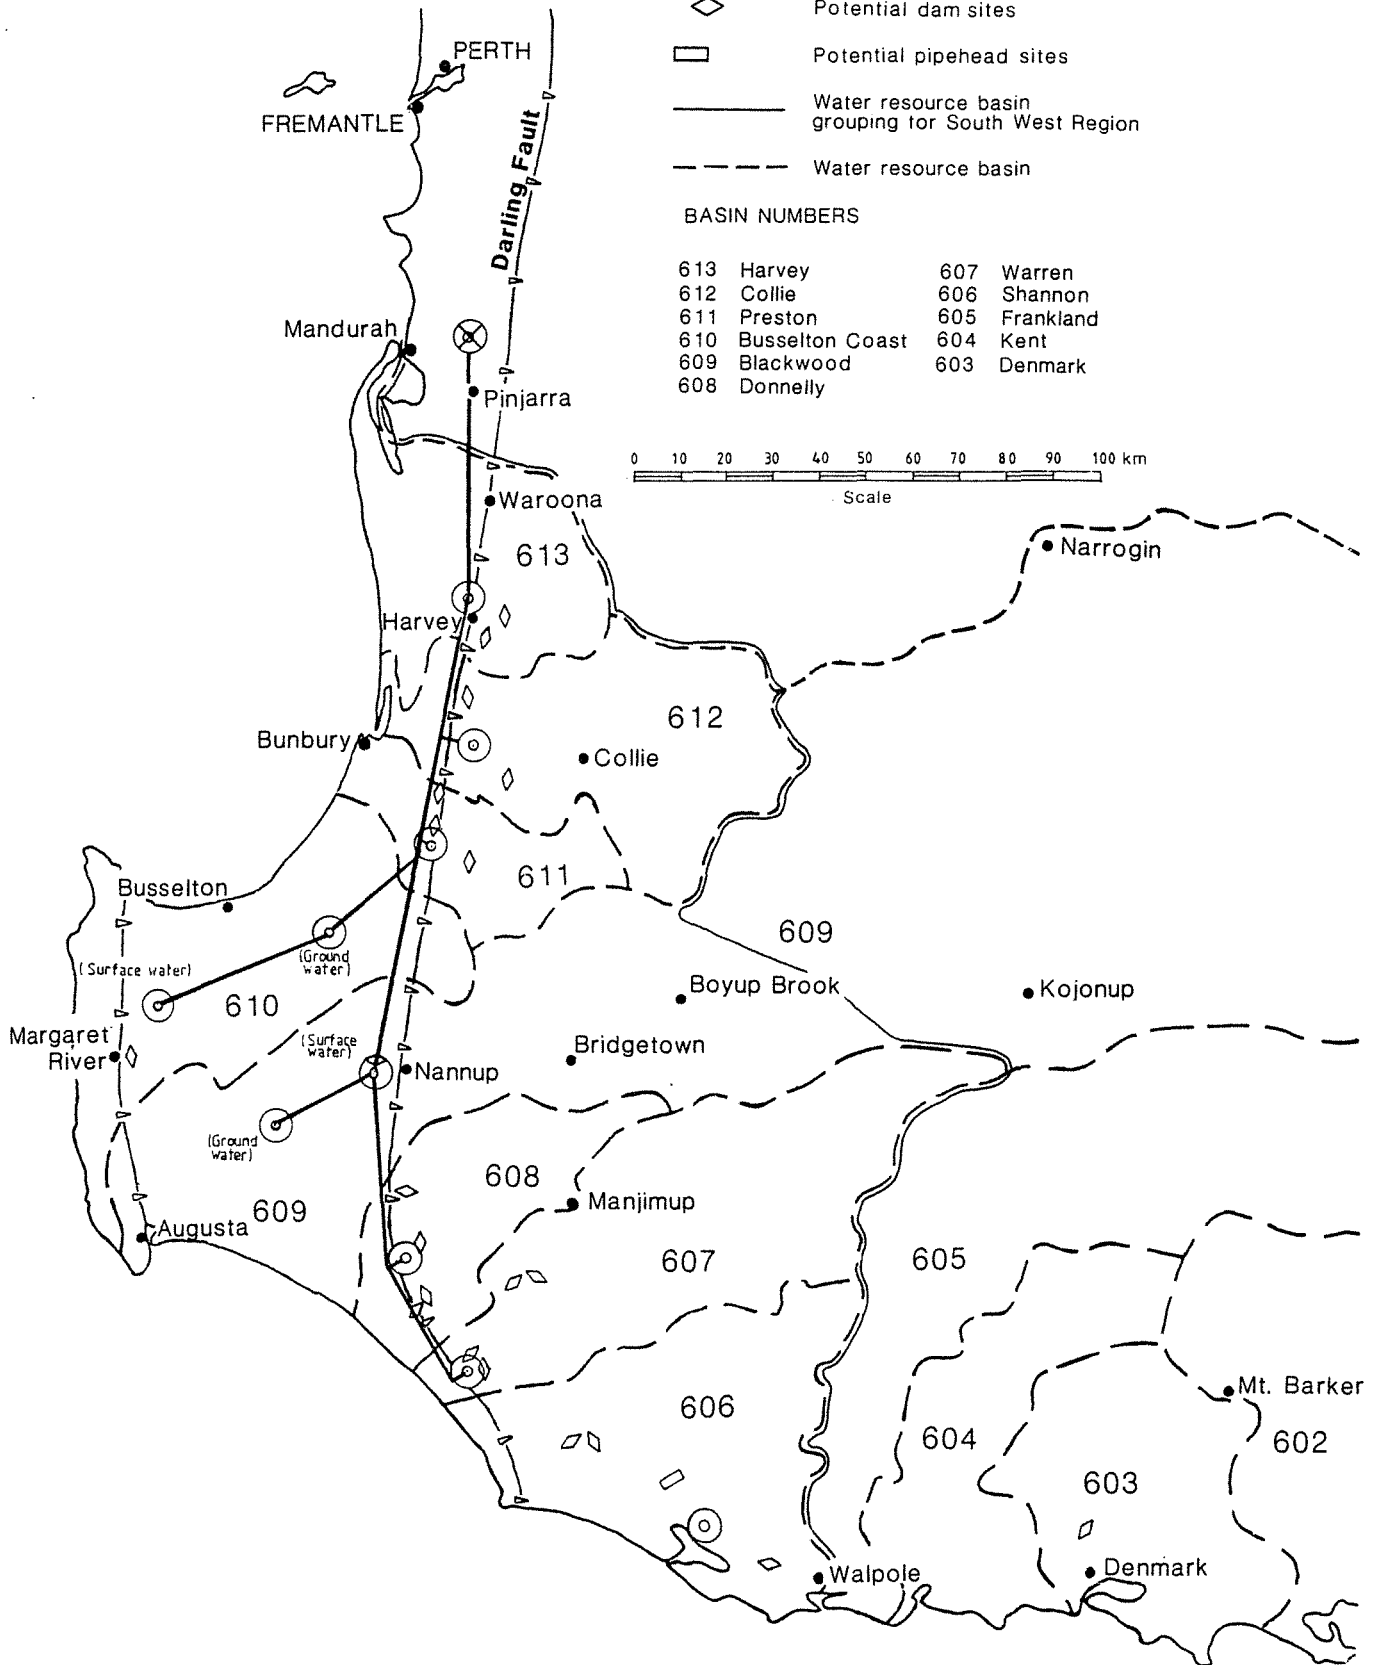 Potential dam sites
Potential pipehead sites
Water resource basin
grouping for South West Region
Water resource basin
BASIN NUMBERS
613 Harvey 607 Warren
612 Collie 606 Shannon
611 Preston 605 Frankland
610 Busselton Coast 604 Kent
609 Blackwood 603 Denmark
608 Donnelly
0 10 20 30 40 50 60 70 80 90 100 km
Scale
PERTH
FREMANTLE
Darling Fault
Mandurah
Pinjarra
Waroona
613
Narrogin
Harvey
612
Bunbury
Collie
611
Busselton
609
(Ground
water)
(Surface water)
Boyup Brook
Kojonup
610
Margaret
River
(Surface
water)
Bridgetown
Nannup
(Ground
water)
608
Manjimup
609
Augusta
607
605
Mt. Barker
606
604
602
603
Walpole
Denmark